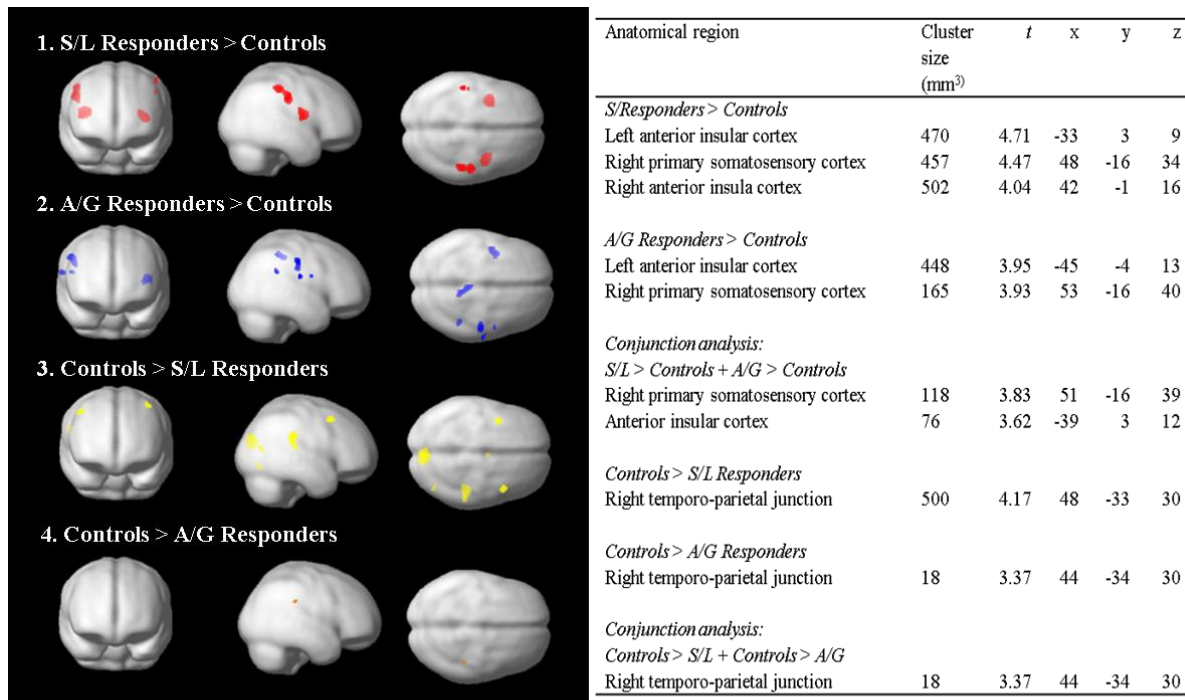 1. S/L Responders > Controls
2. A/G Responders > Controls
3. Controls > S/L Responders
4. Controls > A/G Responders
Anatomical region Cluster size (mm³) t x y z
S/Responders > Controls
Left anterior insular cortex 470 4.71 -33 3 9
Right primary somatosensory cortex 457 4.47 48 -16 34
Right anterior insula cortex 502 4.04 42 -1 16
A/G Responders > Controls
Left anterior insular cortex 448 3.95 -45 -4 13
Right primary somatosensory cortex 165 3.93 53 -16 40
Conjunction analysis:
S/L > Controls + A/G > Controls
Right primary somatosensory cortex 118 3.83 51 -16 39
Anterior insular cortex 76 3.62 -39 3 12
Controls > S/L Responders
Right temporo-parietal junction 500 4.17 48 -33 30
Controls > A/G Responders
Right temporo-parietal junction 18 3.37 44 -34 30
Conjunction analysis:
Controls > S/L + Controls > A/G
Right temporo-parietal junction 18 3.37 44 -34 30